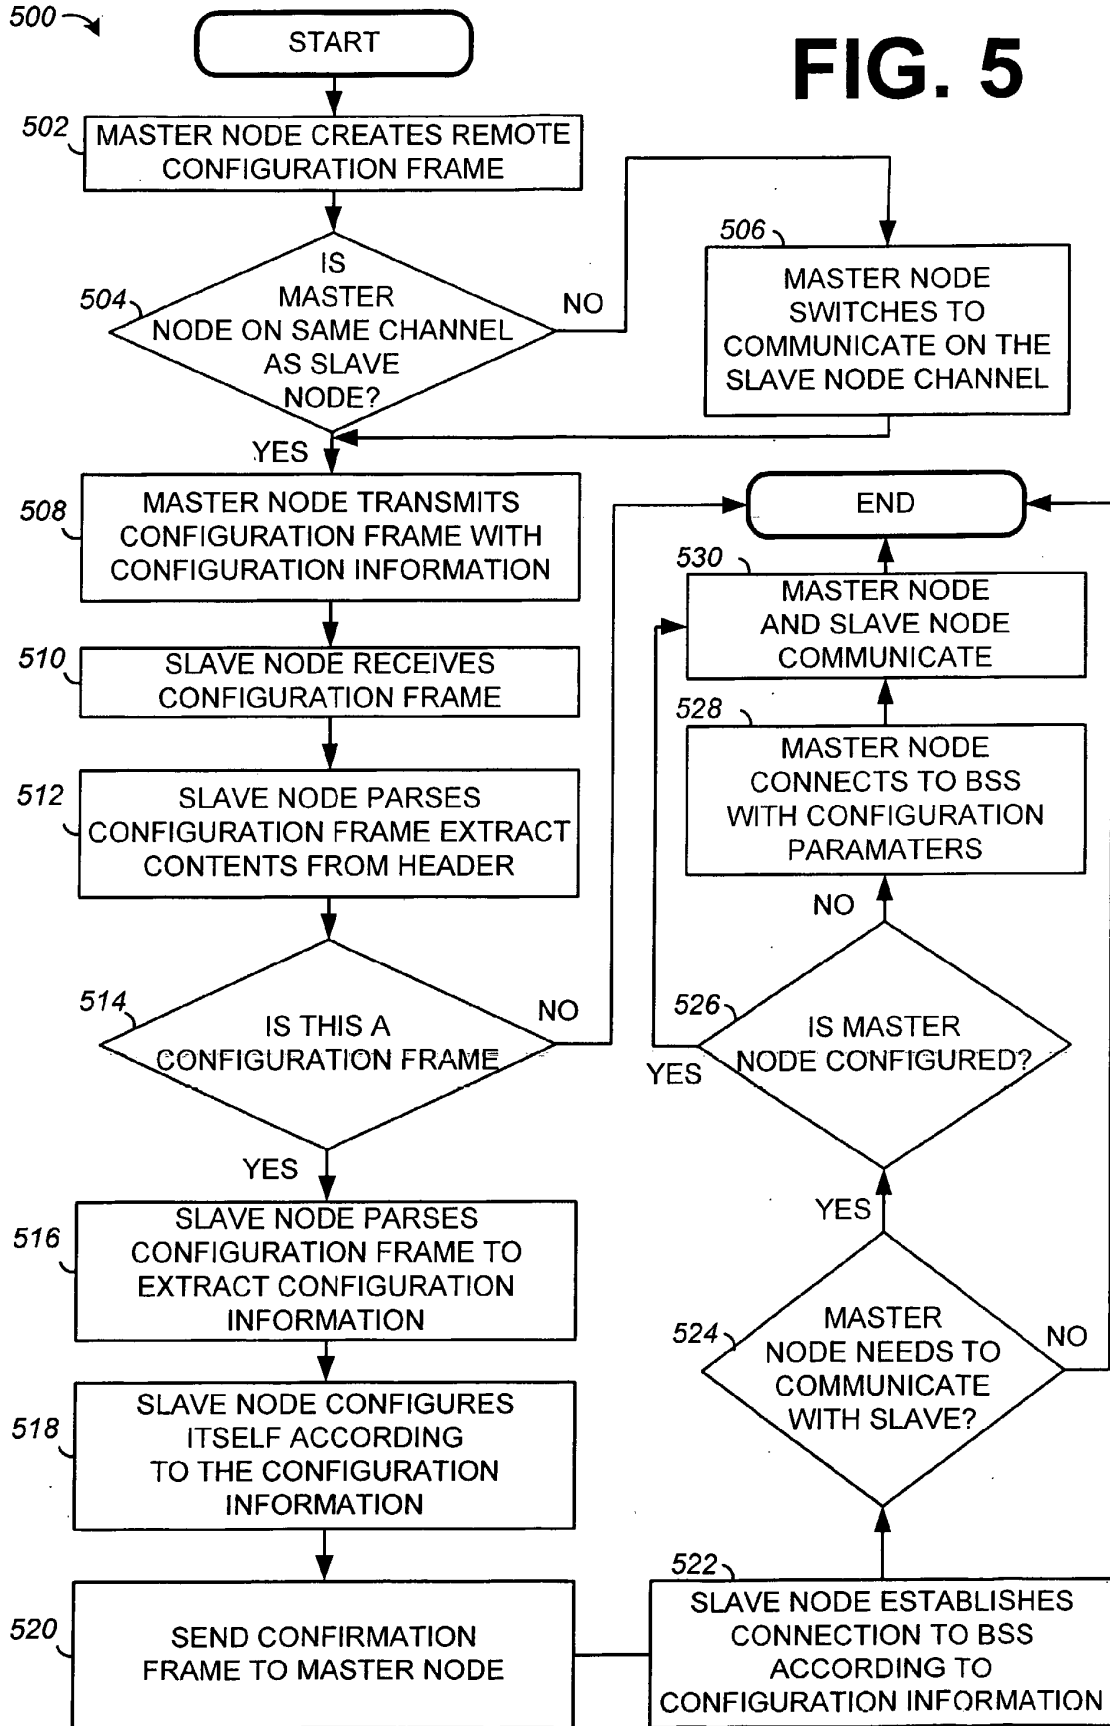 500
START
FIG. 5
502
MASTER NODE CREATES REMOTE
CONFIGURATION FRAME
504
IS
MASTER
NODE ON SAME CHANNEL
AS SLAVE
NODE?
NO
506
MASTER NODE
SWITCHES TO
COMMUNICATE ON THE
SLAVE NODE CHANNEL
YES
508
MASTER NODE TRANSMITS
CONFIGURATION FRAME WITH
CONFIGURATION INFORMATION
510
SLAVE NODE RECEIVES
CONFIGURATION FRAME
512
SLAVE NODE PARSES
CONFIGURATION FRAME EXTRACT
CONTENTS FROM HEADER
514
IS THIS A
CONFIGURATION FRAME
NO
YES
516
SLAVE NODE PARSES
CONFIGURATION FRAME TO
EXTRACT CONFIGURATION
INFORMATION
518
SLAVE NODE CONFIGURES
ITSELF ACCORDING
TO THE CONFIGURATION
INFORMATION
520
SEND CONFIRMATION
FRAME TO MASTER NODE
522
SLAVE NODE ESTABLISHES
CONNECTION TO BSS
ACCORDING TO
CONFIGURATION INFORMATION
524
MASTER
NODE NEEDS TO
COMMUNICATE
WITH SLAVE?
NO
YES
526
IS MASTER
NODE CONFIGURED?
YES
NO
528
MASTER NODE
CONNECTS TO BSS
WITH CONFIGURATION
PARAMATERS
530
MASTER NODE
AND SLAVE NODE
COMMUNICATE
END